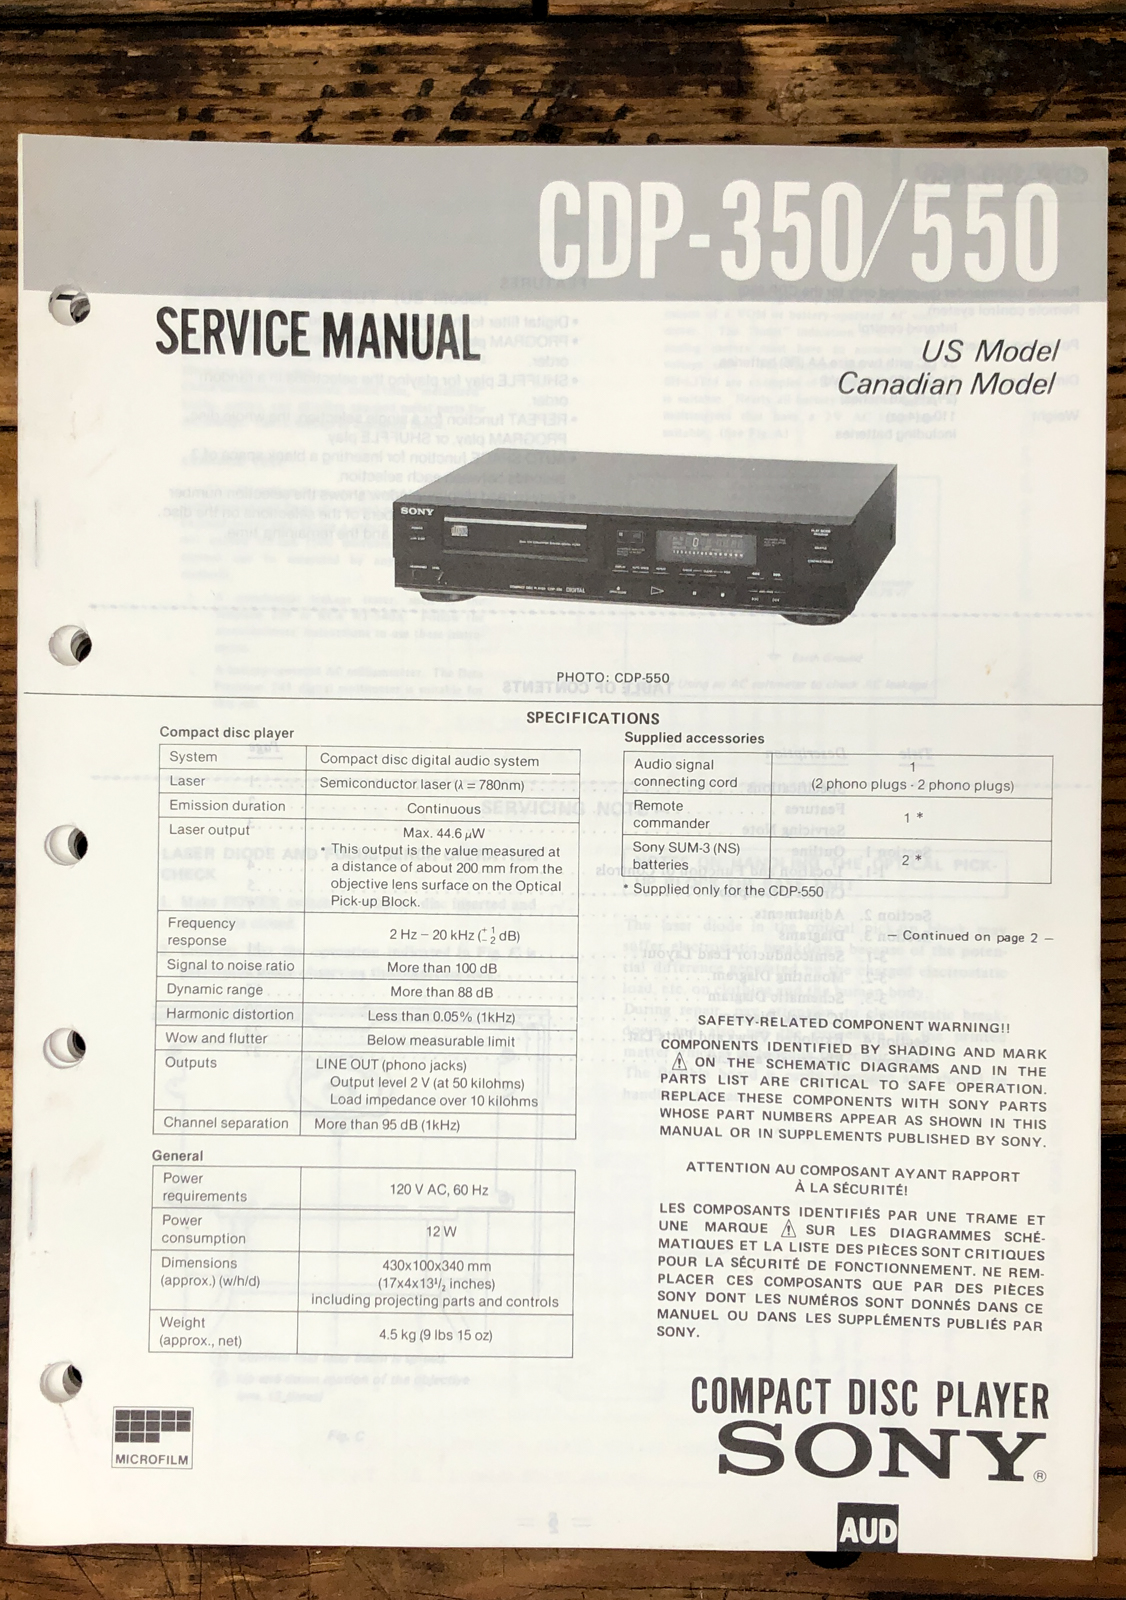 CDP-350/550
SERVICE MANUAL
US Model
Canadian Model
SONY
PHOTO: CDP-550
SPECIFICATIONS
Compact disc player
System Compact disc digital audio system
Laser Semiconductor laser (λ = 780nm)
Emission duration Continuous
Laser output Max. 44.6 μW
* This output is the value measured at
a distance of about 200 mm from the
objective lens surface on the Optical
Pick-up Block.
Frequency
response 2 Hz – 20 kHz (+1 −2 dB)
Signal to noise ratio More than 100 dB
Dynamic range More than 88 dB
Harmonic distortion Less than 0.05% (1kHz)
Wow and flutter Below measurable limit
Outputs LINE OUT (phono jacks)
Output level 2 V (at 50 kilohms)
Load impedance over 10 kilohms
Channel separation More than 95 dB (1kHz)
General
Power
requirements 120 V AC, 60 Hz
Power
consumption 12 W
Dimensions 430x100x340 mm
(approx.) (w/h/d) (17x4x13 1/2 inches)
including projecting parts and controls
Weight
(approx., net) 4.5 kg (9 lbs 15 oz)
Supplied accessories
Audio signal 1
connecting cord (2 phono plugs - 2 phono plugs)
Remote
commander 1 *
Sony SUM-3 (NS)
batteries 2 *
* Supplied only for the CDP-550
— Continued on page 2 —
SAFETY-RELATED COMPONENT WARNING!!
COMPONENTS IDENTIFIED BY SHADING AND MARK
⚠ ON THE SCHEMATIC DIAGRAMS AND IN THE
PARTS LIST ARE CRITICAL TO SAFE OPERATION.
REPLACE THESE COMPONENTS WITH SONY PARTS
WHOSE PART NUMBERS APPEAR AS SHOWN IN THIS
MANUAL OR IN SUPPLEMENTS PUBLISHED BY SONY.
ATTENTION AU COMPOSANT AYANT RAPPORT
À LA SÉCURITÉ!
LES COMPOSANTS IDENTIFIÉS PAR UNE TRAME ET
UNE MARQUE ⚠ SUR LES DIAGRAMMES SCHÉ-
MATIQUES ET LA LISTE DES PIÈCES SONT CRITIQUES
POUR LA SÉCURITÉ DE FONCTIONNEMENT. NE REM-
PLACER CES COMPOSANTS QUE PAR DES PIÈCES
SONY DONT LES NUMÉROS SONT DONNÉS DANS CE
MANUEL OU DANS LES SUPPLÉMENTS PUBLIÉS PAR
SONY.
MICROFILM
COMPACT DISC PLAYER
SONY®
AUD